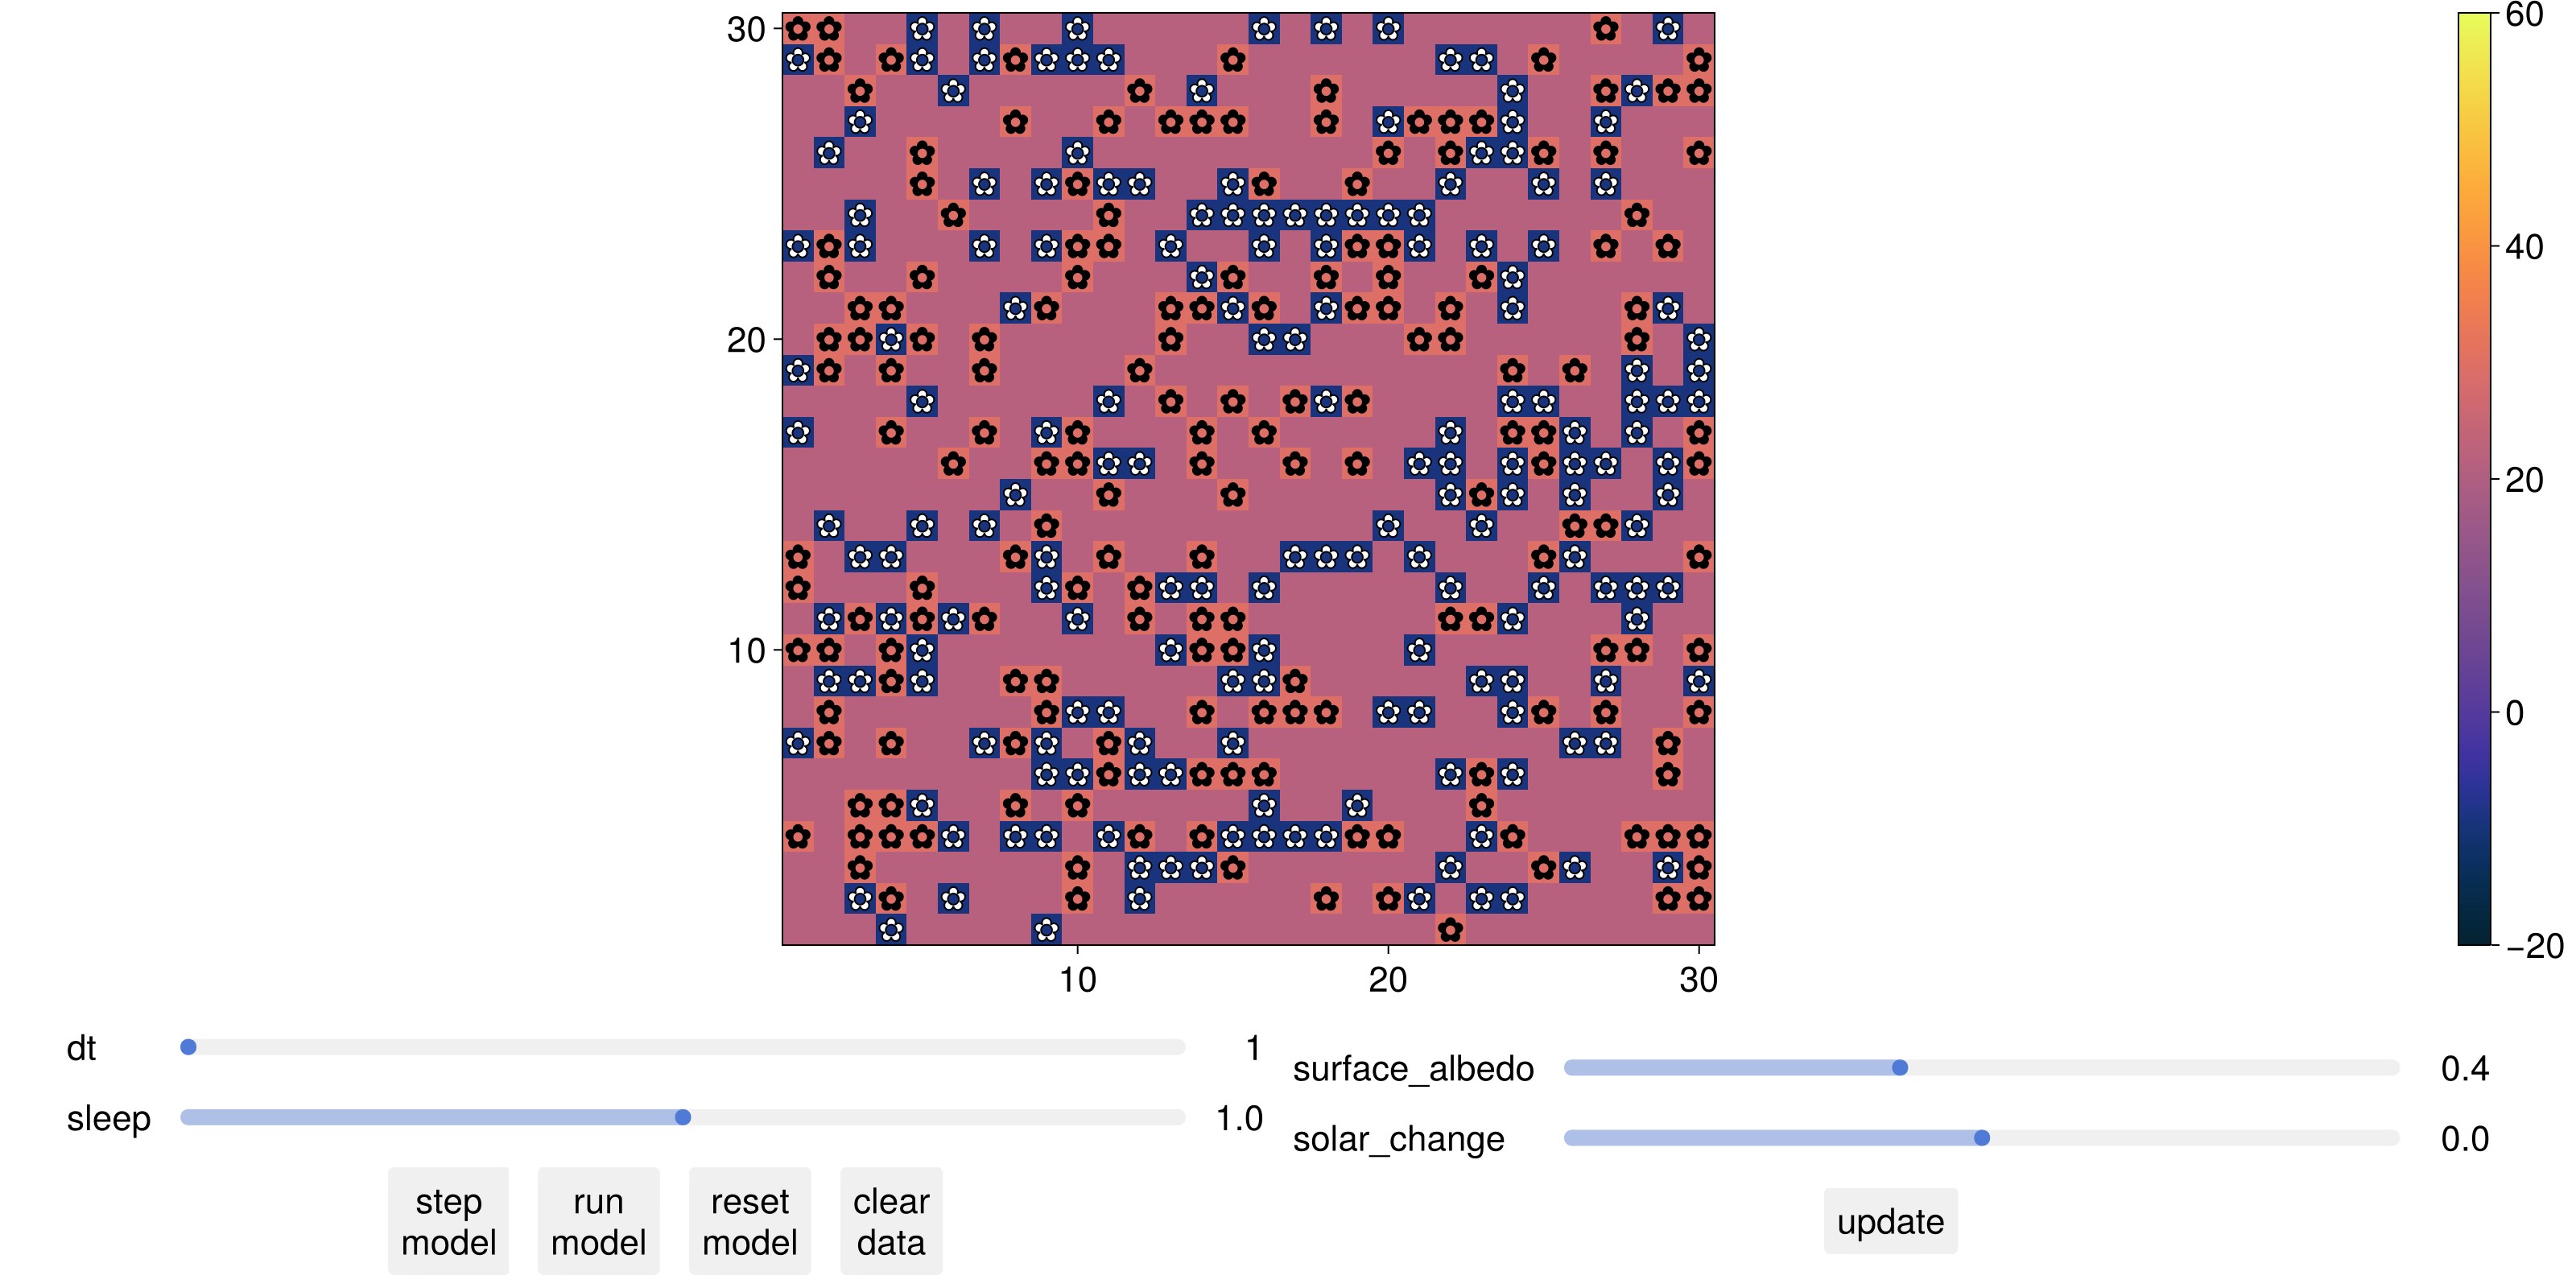 30
20
10
10
20
30
60
40
20
0
−20
dt
1
sleep
1.0
surface_albedo
0.4
solar_change
0.0
step
model
run
model
reset
model
clear
data
update